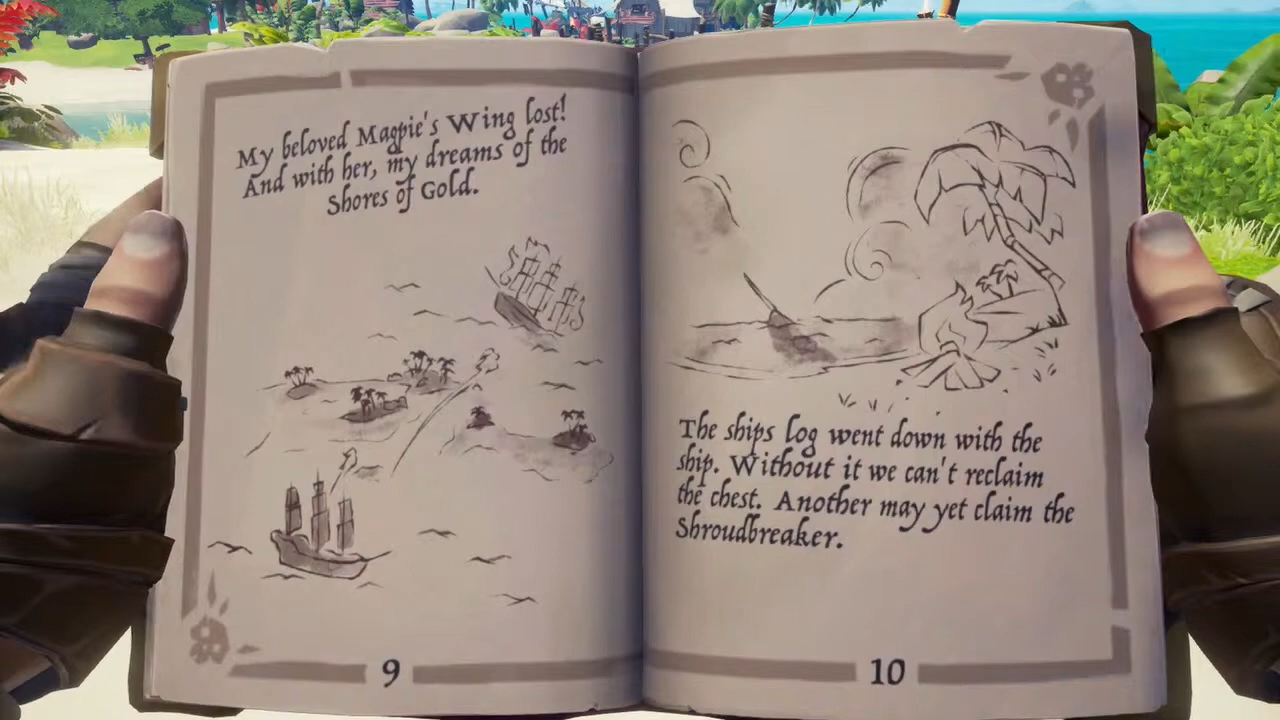 My beloved Magpie's Wing lost!
And with her, my dreams of the
Shores of Gold.
9
The ships log went down with the
ship. Without it we can't reclaim
the chest. Another may yet claim the
Shroudbreaker.
10